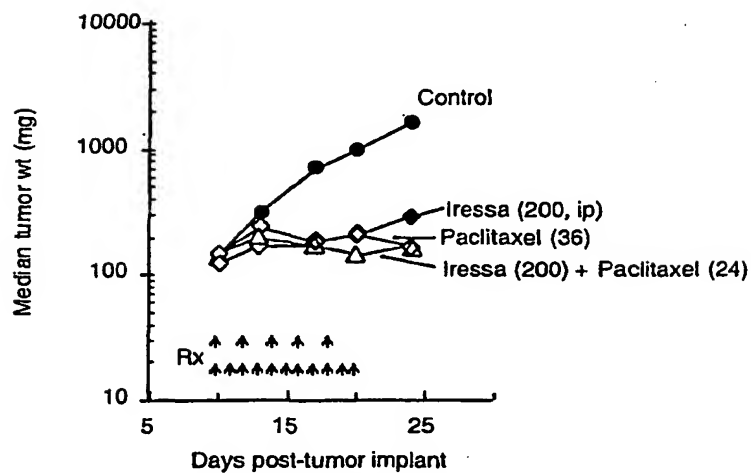 10000
Control
1000
Median tumor wt (mg)
Iressa (200, ip)
Paclitaxel (36)
100
Iressa (200) + Paclitaxel (24)
Rx
10
5
15
25
Days post-tumor implant